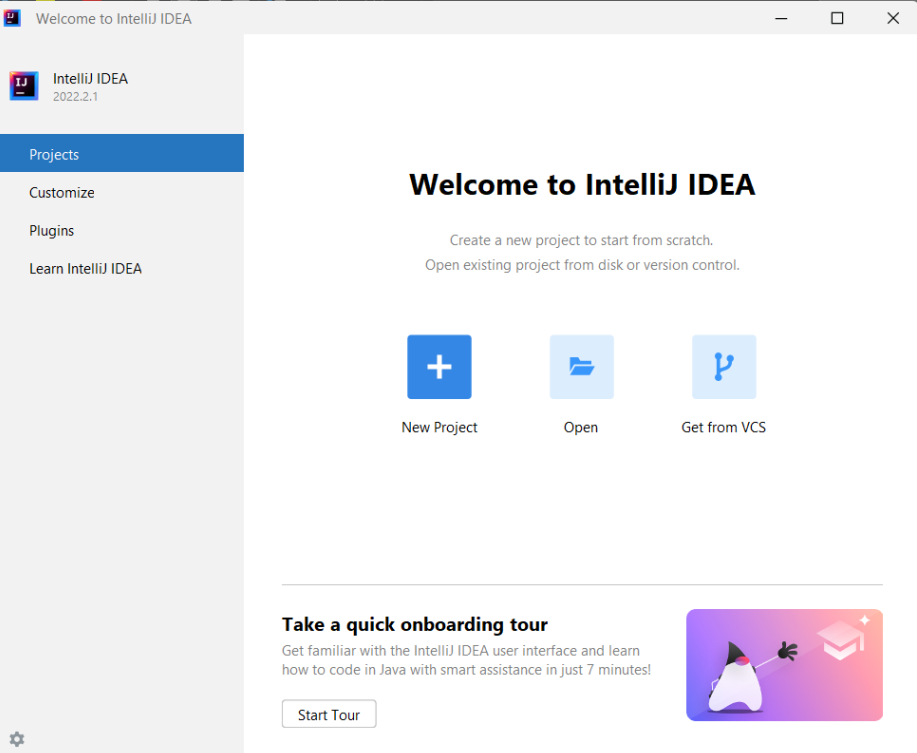 Welcome to IntelliJ IDEA
IJ
IntelliJ IDEA
2022.2.1
Projects
Customize
Plugins
Learn IntelliJ IDEA
Welcome to IntelliJ IDEA
Create a new project to start from scratch.
Open existing project from disk or version control.
New Project
Open
Get from VCS
Take a quick onboarding tour
Get familiar with the IntelliJ IDEA user interface and learn
how to code in Java with smart assistance in just 7 minutes!
Start Tour